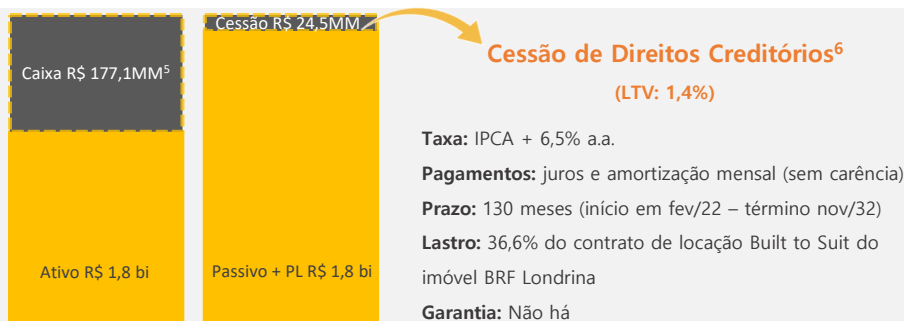 Caixa R$ 177,1MM5
Ativo R$ 1,8 bi
Cessão R$ 24,5MM
Passivo + PL R$ 1,8 bi
Cessão de Direitos Creditórios6
(LTV: 1,4%)
Taxa: IPCA + 6,5% a.a.
Pagamentos: juros e amortização mensal (sem carência)
Prazo: 130 meses (início em fev/22 – término nov/32)
Lastro: 36,6% do contrato de locação Built to Suit do
imóvel BRF Londrina
Garantia: Não há